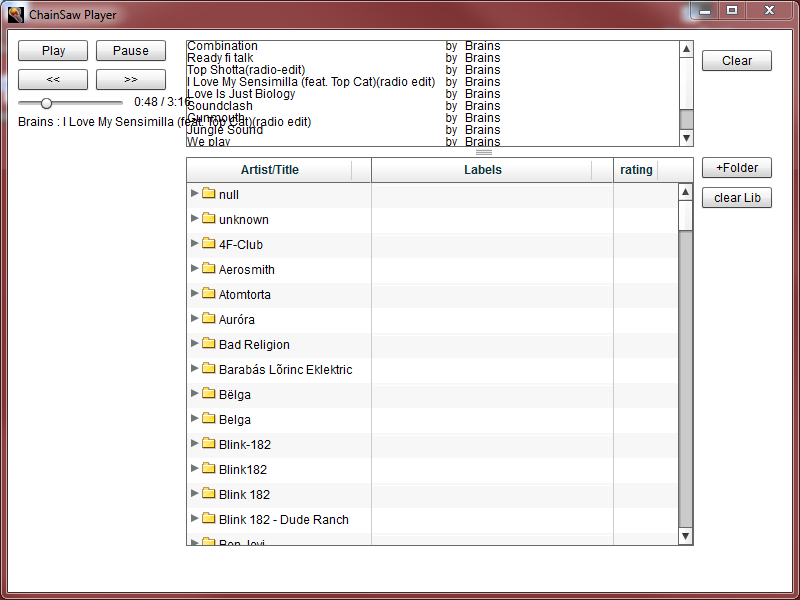 ChainSaw Player
Play Pause
<< >>
0:48 / 3:16
Brains : I Love My Sensimilla (feat. Top Cat)(radio edit)
Combination by Brains
Ready fi talk by Brains
Top Shotta(radio-edit) by Brains
I Love My Sensimilla (feat. Top Cat)(radio edit) by Brains
Love Is Just Biology by Brains
Soundclash by Brains
Gunmouth by Brains
Jungle Sound by Brains
We play by Brains
Clear
Artist/Title Labels rating
+Folder
clear Lib
null
unknown
4F-Club
Aerosmith
Atomtorta
Auróra
Bad Religion
Barabás Lõrinc Eklektric
Bëlga
Belga
Blink-182
Blink182
Blink 182
Blink 182 - Dude Ranch
Bon Jovi